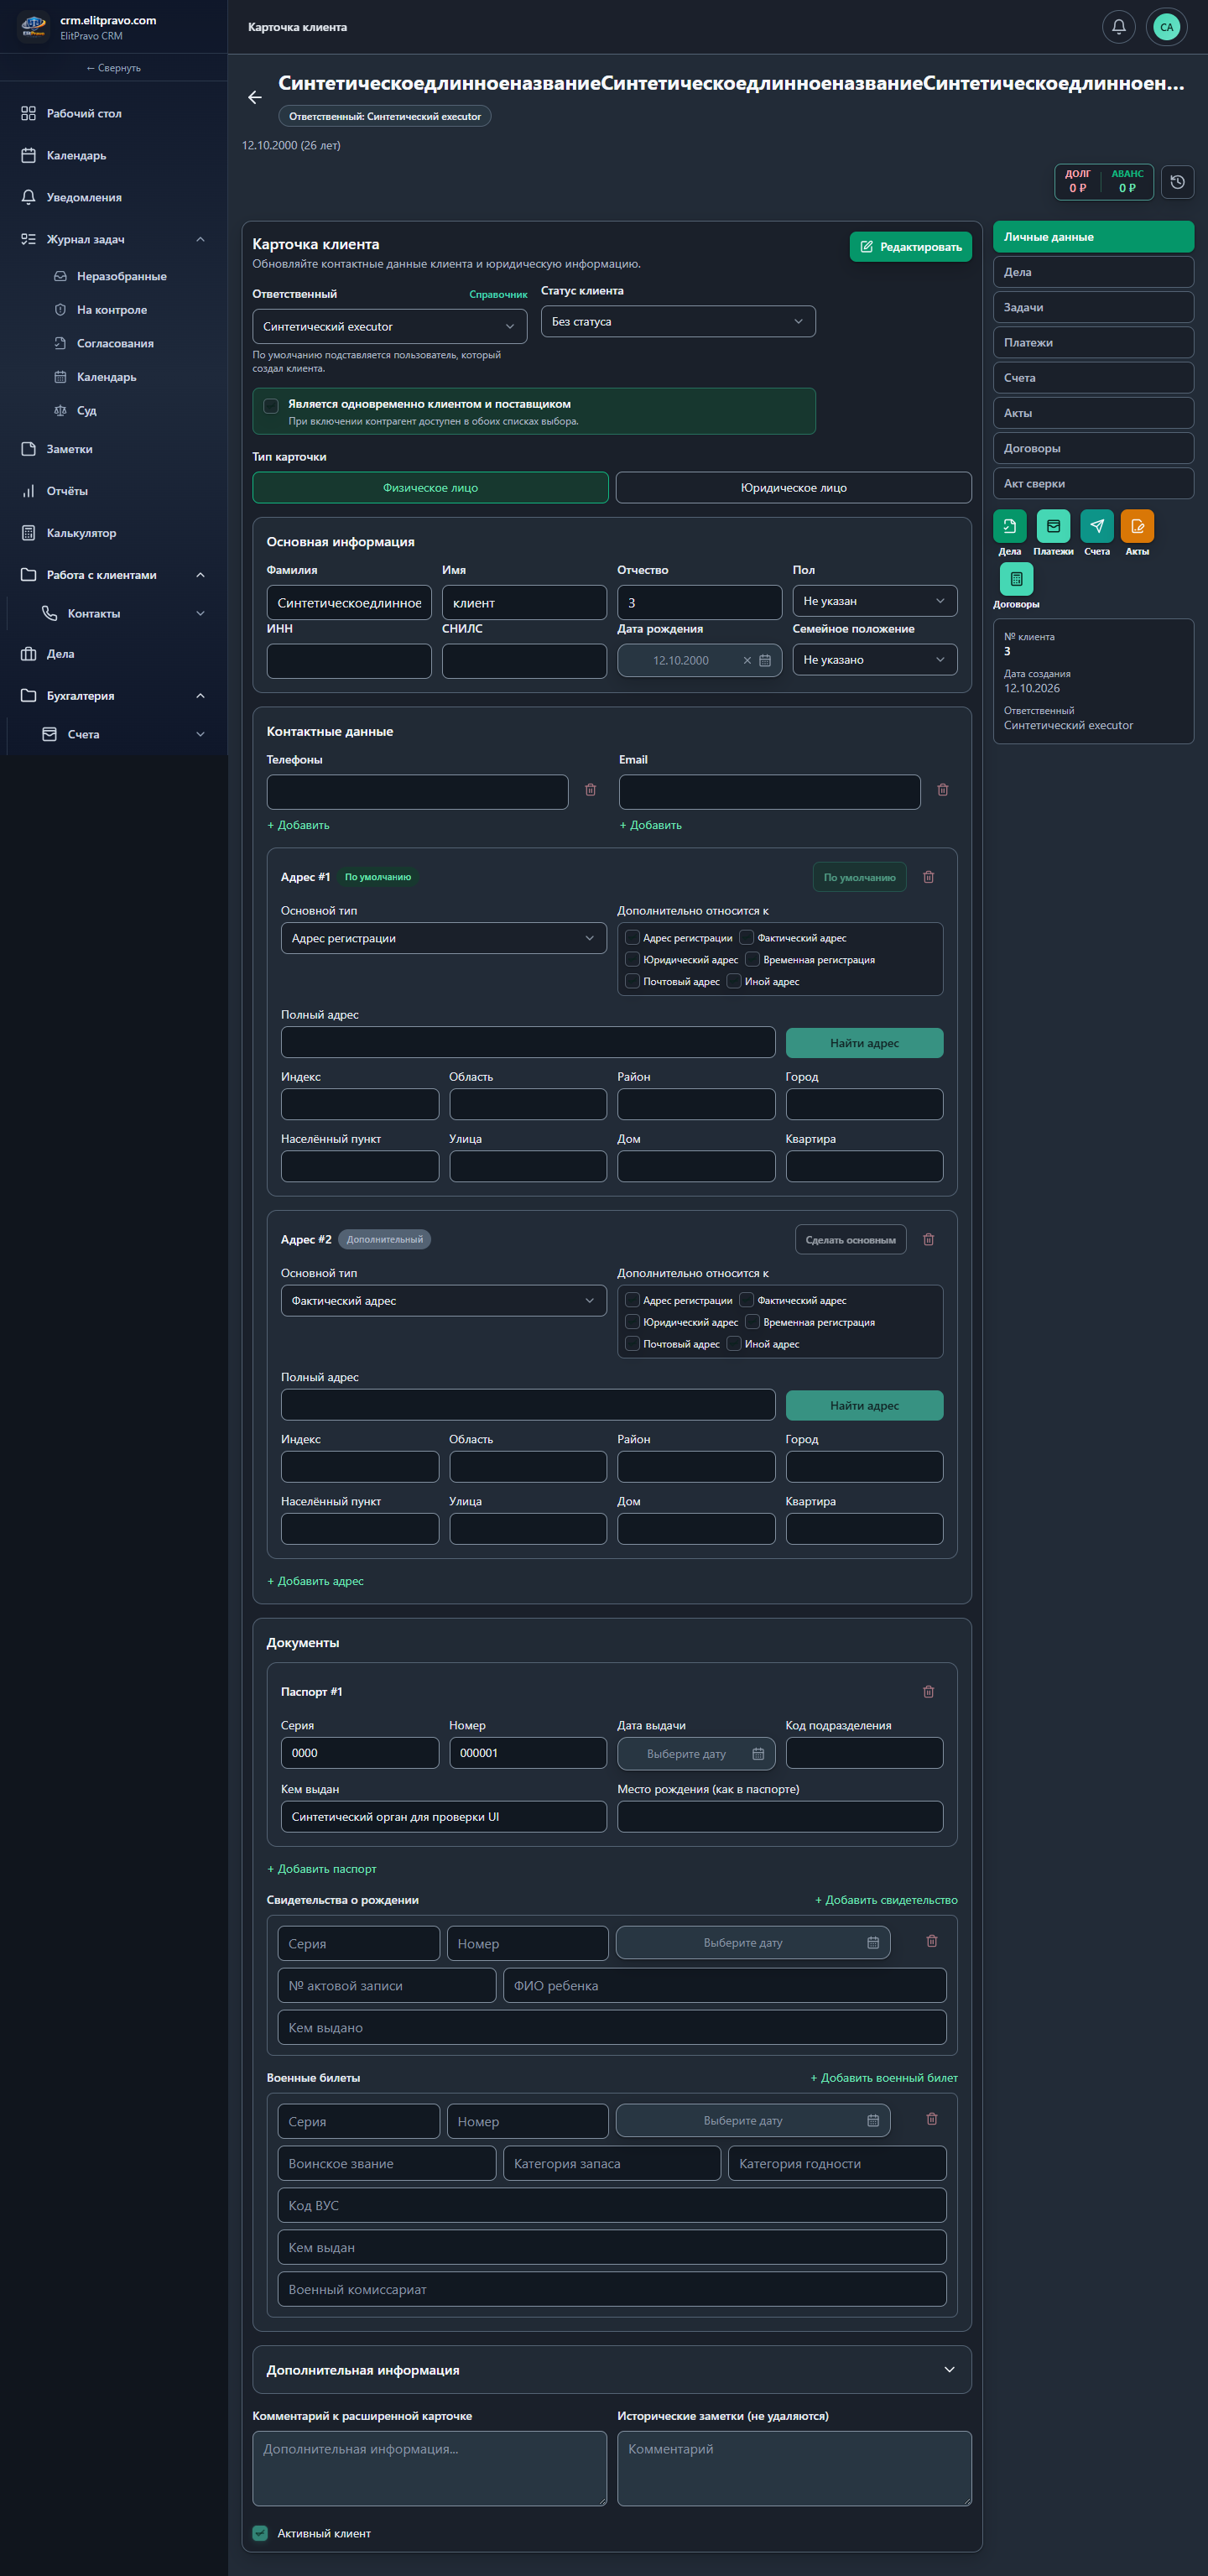 crm.elitpravo.com
ElitPravo CRM
← Свернуть
Рабочий стол
Календарь
Уведомления
Журнал задач
Неразобранные
На контроле
Согласования
Календарь
Суд
Заметки
Отчёты
Калькулятор
Работа с клиентами
Контакты
Дела
Бухгалтерия
Счета
Карточка клиента
CA
СинтетическоедлинноеназваниеСинтетическоедлинноеназваниеСинтетическоедлинноен...
Ответственный: Синтетический executor
12.10.2000 (26 лет)
ДОЛГ АВАНС
0 ₽ 0 ₽
Карточка клиента
Редактировать
Обновляйте контактные данные клиента и юридическую информацию.
Ответственный Справочник Статус клиента
Синтетический executor Без статуса
По умолчанию подставляется пользователь, который
создал клиента.
Является одновременно клиентом и поставщиком
При включении контрагент доступен в обоих списках выбора.
Тип карточки
Физическое лицо Юридическое лицо
Основная информация
Фамилия Имя Отчество Пол
Синтетическоедлинное клиент 3 Не указан
ИНН СНИЛС Дата рождения Семейное положение
12.10.2000 Не указано
Контактные данные
Телефоны Email
+ Добавить + Добавить
Адрес #1 По умолчанию По умолчанию
Основной тип Дополнительно относится к
Адрес регистрации Адрес регистрации Фактический адрес
Юридический адрес Временная регистрация
Почтовый адрес Иной адрес
Полный адрес
Найти адрес
Индекс Область Район Город
Населённый пункт Улица Дом Квартира
Адрес #2 Дополнительный Сделать основным
Основной тип Дополнительно относится к
Фактический адрес Адрес регистрации Фактический адрес
Юридический адрес Временная регистрация
Почтовый адрес Иной адрес
Полный адрес
Найти адрес
Индекс Область Район Город
Населённый пункт Улица Дом Квартира
+ Добавить адрес
Документы
Паспорт #1
Серия Номер Дата выдачи Код подразделения
0000 000001 Выберите дату
Кем выдан Место рождения (как в паспорте)
Синтетический орган для проверки UI
+ Добавить паспорт
Свидетельства о рождении + Добавить свидетельство
Серия Номер Выберите дату
№ актовой записи ФИО ребенка
Кем выдано
Военные билеты + Добавить военный билет
Серия Номер Выберите дату
Воинское звание Категория запаса Категория годности
Код ВУС
Кем выдан
Военный комиссариат
Дополнительная информация
Комментарий к расширенной карточке Исторические заметки (не удаляются)
Дополнительная информация... Комментарий
Активный клиент
Личные данные
Дела
Задачи
Платежи
Счета
Акты
Договоры
Акт сверки
Дела Платежи Счета Акты
Договоры
№ клиента
3
Дата создания
12.10.2026
Ответственный
Синтетический executor